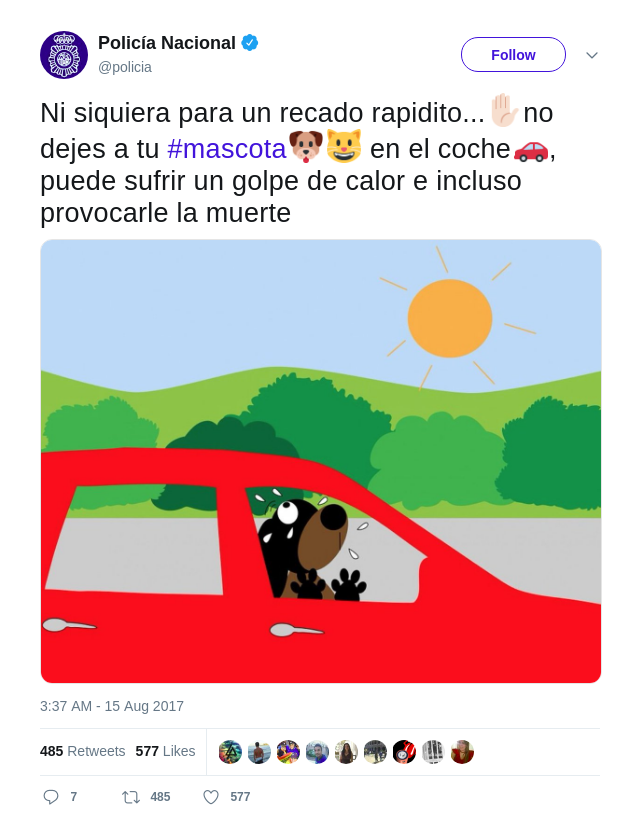 Policía Nacional
@policia
Follow
Ni siquiera para un recado rapidito...✋🏻no
dejes a tu #mascota🐶😺 en el coche🚗,
puede sufrir un golpe de calor e incluso
provocarle la muerte
3:37 AM - 15 Aug 2017
485 Retweets 577 Likes
7 485 577